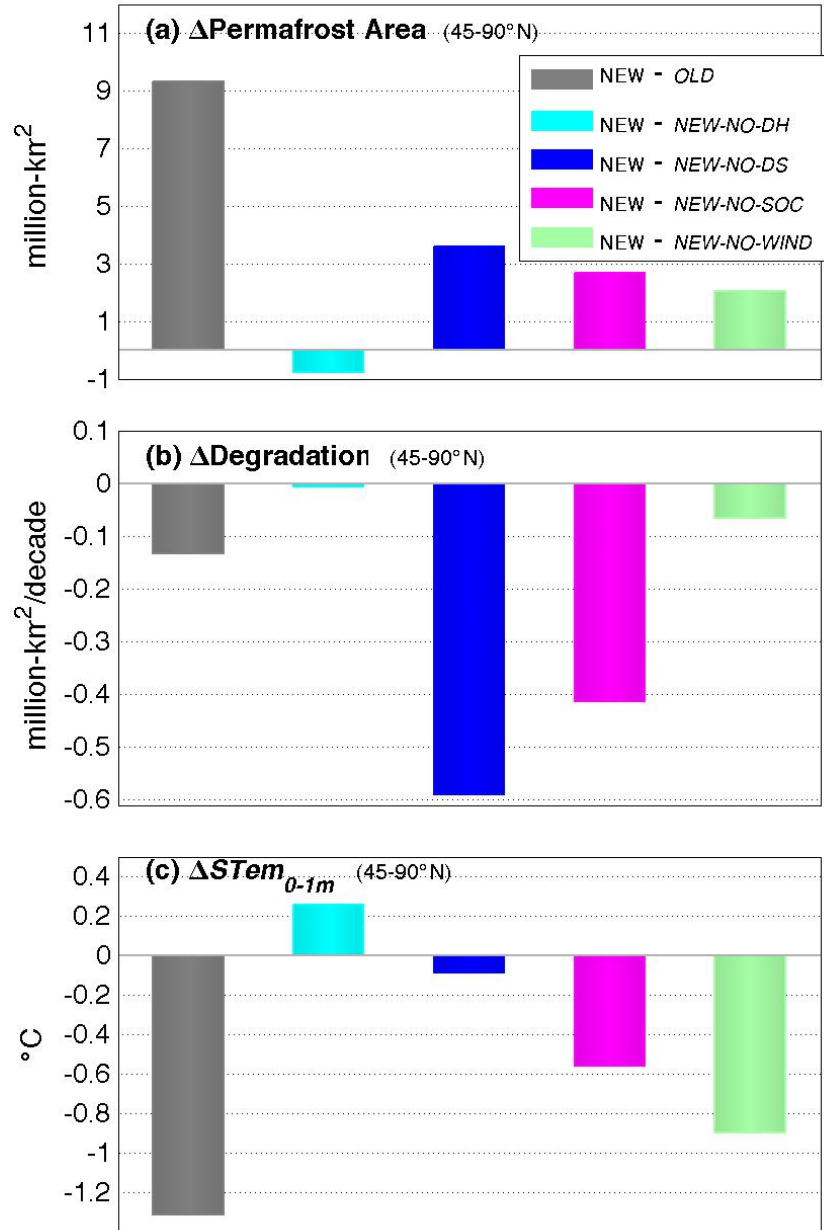 (a) ΔPermafrost Area (45-90°N)
11
9
7
5
3
1
-1
million-km²
NEW - OLD
NEW - NEW-NO-DH
NEW - NEW-NO-DS
NEW - NEW-NO-SOC
NEW - NEW-NO-WIND
(b) ΔDegradation (45-90°N)
0.1
0
-0.1
-0.2
-0.3
-0.4
-0.5
-0.6
million-km²/decade
(c) ΔSTem0-1m (45-90°N)
0.4
0.2
0
-0.2
-0.4
-0.6
-0.8
-1
-1.2
°C